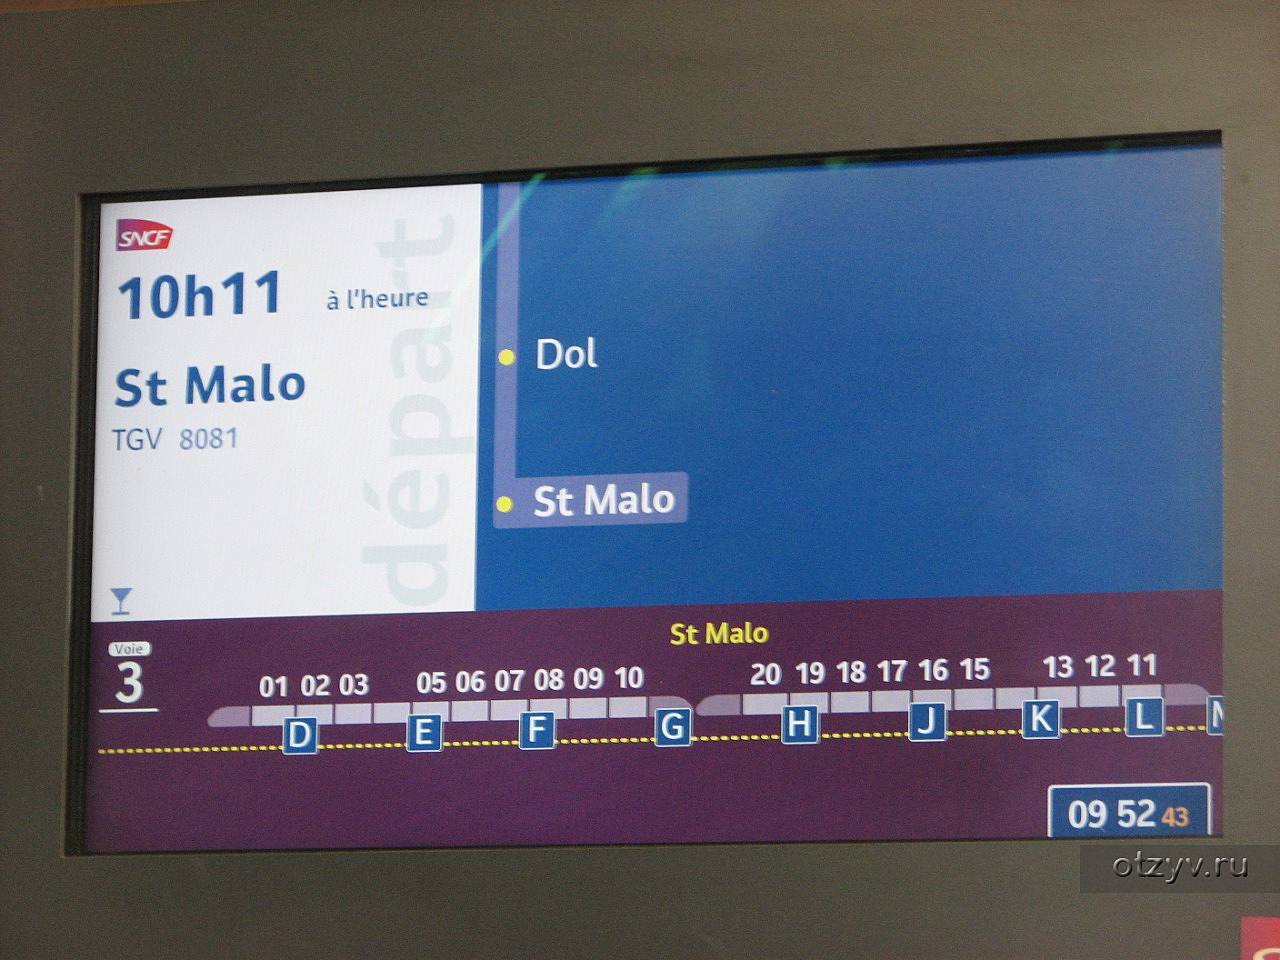 SNCF
10h11 à l'heure
St Malo
TGV 8081
départ
Dol
St Malo
Voie
3
St Malo
01 02 03 05 06 07 08 09 10 20 19 18 17 16 15 13 12 11
D E F G H J K L
09 52 43
otzyv.ru